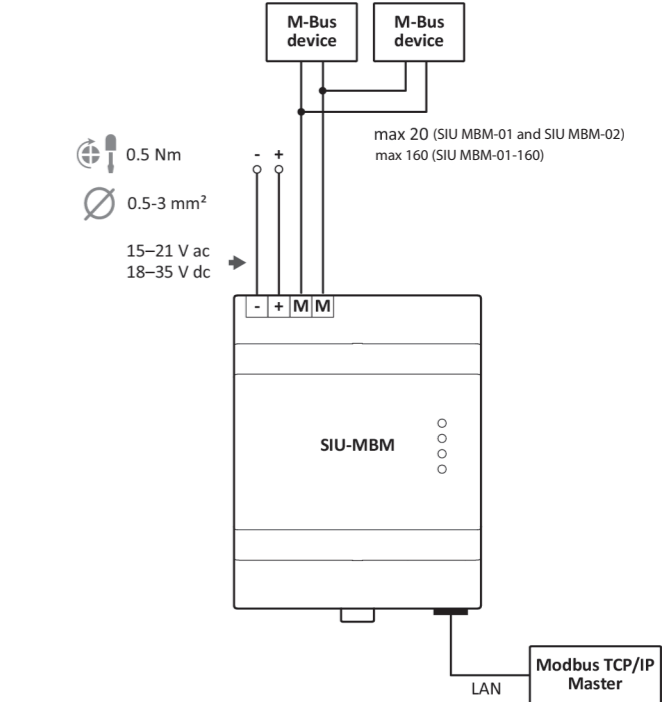 M-Bus
device
M-Bus
device
max 20 (SIU MBM-01 and SIU MBM-02)
max 160 (SIU MBM-01-160)
0.5 Nm
- +
0.5-3 mm²
15–21 V ac
18–35 V dc
- + M M
SIU-MBM
Modbus TCP/IP
Master
LAN